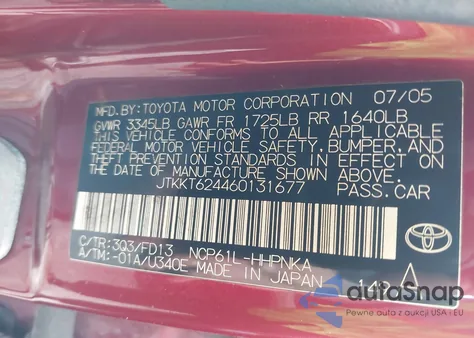 MFD. BY: TOYOTA MOTOR CORPORATION 07/05
GVWR 3345LB GAWR FR 1725LB RR 1640LB
THIS VEHICLE CONFORMS TO ALL APPLICABLE
FEDERAL MOTOR VEHICLE SAFETY, BUMPER, AND
THEFT PREVENTION STANDARDS IN EFFECT ON
THE DATE OF MANUFACTURE SHOWN ABOVE.
JTKKT624460131677 PASS.CAR
C/TR: 3Q3/FD13 NCP61L-HHPNKA
A/TM: -01A/U340E MADE IN JAPAN
TOYOTA
149
autoSnap
Pewne auta z aukcji USA i EU